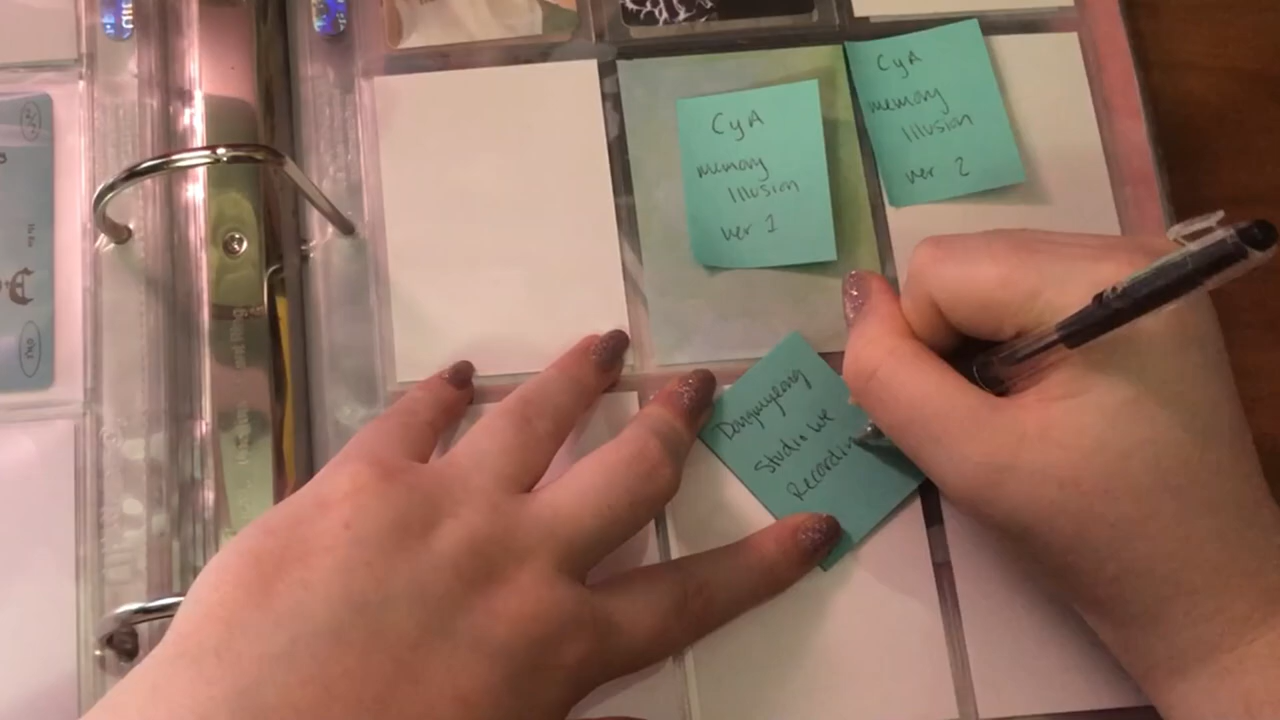 CyA
memory
Illusion
ver 1
CyA
memory
Illusion
ver 2
Dongmyeong
Studio We
Recording